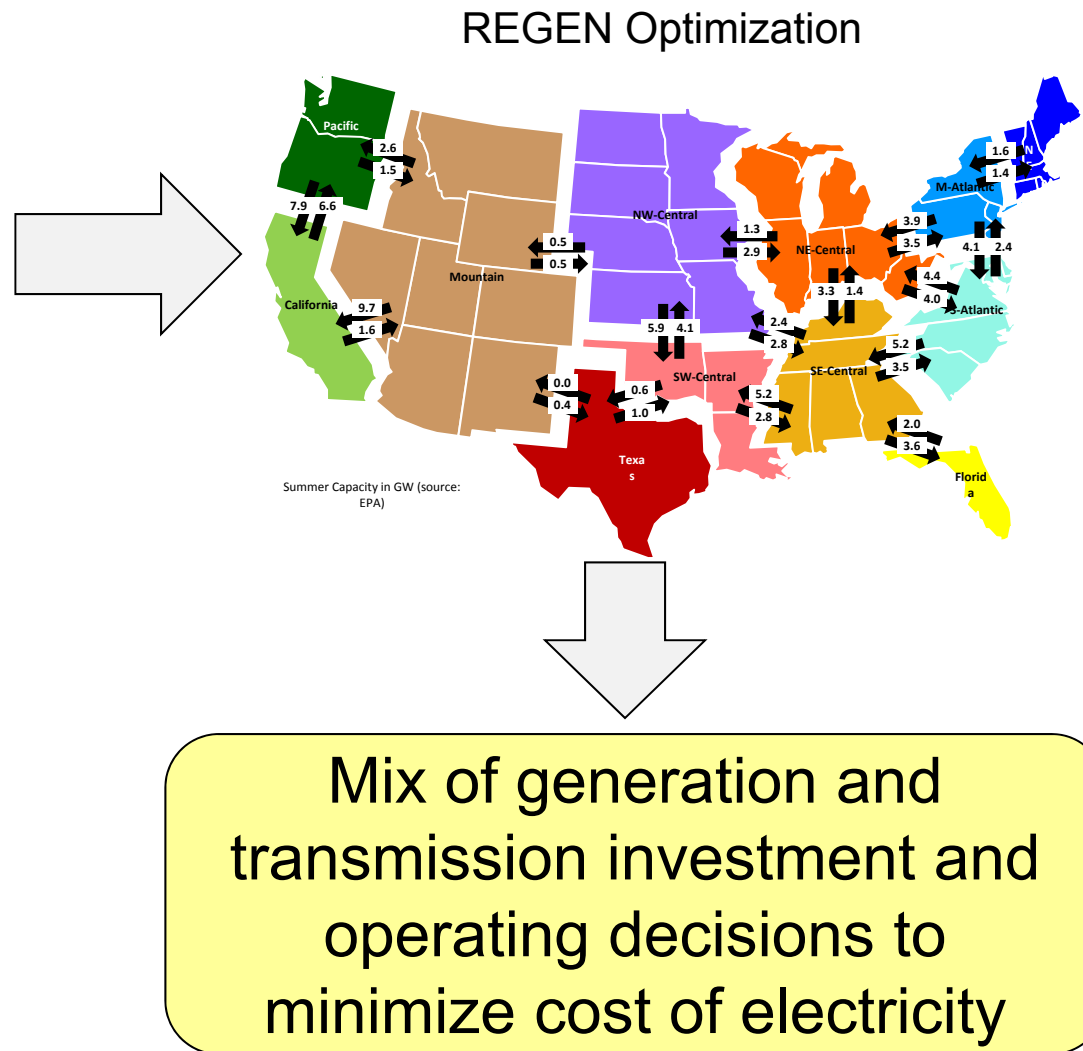 REGEN Optimization
Pacific
2.6
1.5
1.6
N
1.4
M-Atlantic
7.9 6.6
NW-Central
3.9
1.3
NE-Central
3.5
0.5
2.9
4.1 2.4
0.5
Mountain
4.4
California
4.0
9.7
3.3 1.4
S-Atlantic
1.6
5.9 4.1
2.4
2.8
5.2
SW-Central
SE-Central
3.5
0.0
0.6
5.2
0.4
1.0
2.8
2.0
3.6
Texa
s
Florid
a
Summer Capacity in GW (source:
EPA)
Mix of generation and
transmission investment and
operating decisions to
minimize cost of electricity